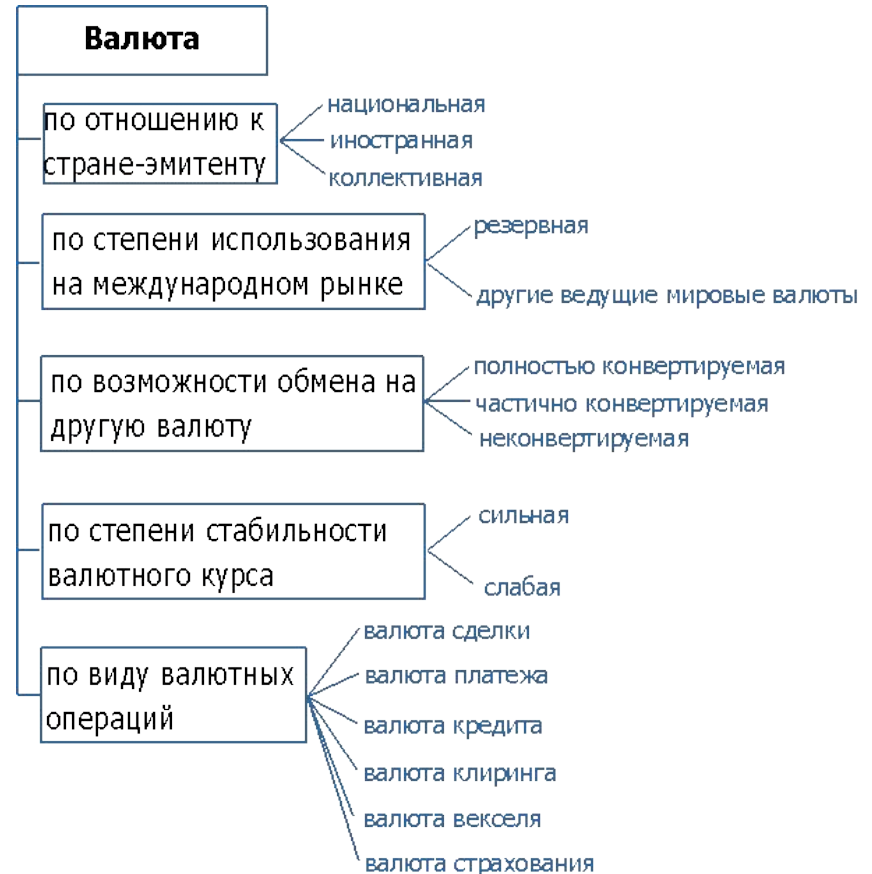 Валюта
по отношению к
стране-эмитенту
национальная
иностранная
коллективная
по степени использования
на международном рынке
резервная
другие ведущие мировые валюты
по возможности обмена на
другую валюту
полностью конвертируемая
частично конвертируемая
неконвертируемая
по степени стабильности
валютного курса
сильная
слабая
по виду валютных
операций
валюта сделки
валюта платежа
валюта кредита
валюта клиринга
валюта векселя
валюта страхования